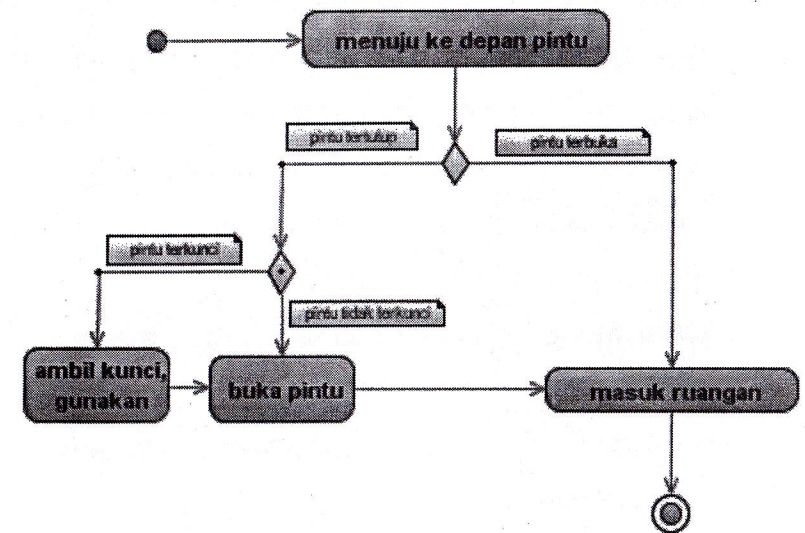 menuju ke depan pintu
pintu tertutup
pintu terbuka
pintu terkunci
pintu tidak terkunci
ambil kunci,
gunakan
buka pintu
masuk ruangan